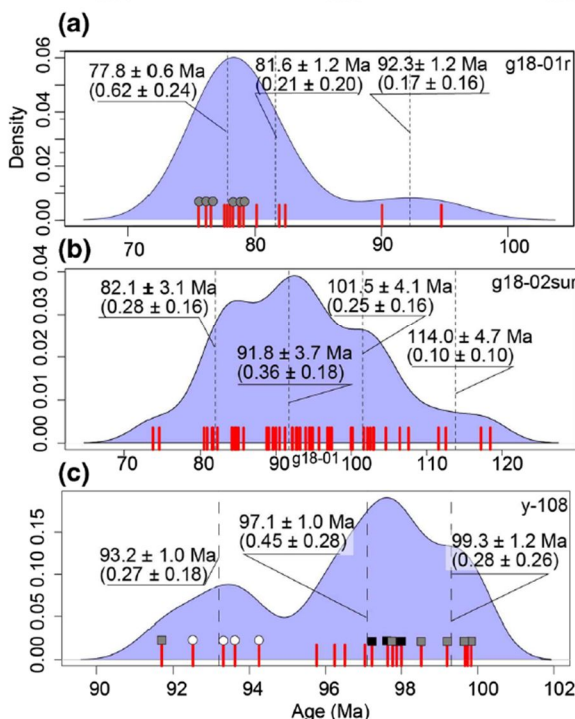 (a)
0.06
0.04
0.02
0.00
Density
77.8 ± 0.6 Ma
(0.62 ± 0.24)
81.6 ± 1.2 Ma
(0.21 ± 0.20)
92.3± 1.2 Ma
(0.17 ± 0.16)
g18-01r
70 80 90 100
(b)
0.04
0.03
0.02
0.01
0.00
82.1 ± 3.1 Ma
(0.28 ± 0.16)
91.8 ± 3.7 Ma
(0.36 ± 0.18)
101.5 ± 4.1 Ma
(0.25 ± 0.16)
114.0 ± 4.7 Ma
(0.10 ± 0.10)
g18-02sur
70 80 90 100 110 120
g18-01
(c)
0.15
0.10
0.05
0.00
93.2 ± 1.0 Ma
(0.27 ± 0.18)
97.1 ± 1.0 Ma
(0.45 ± 0.28)
99.3 ± 1.2 Ma
(0.28 ± 0.26)
y-108
90 92 94 96 98 100 102
Age (Ma)